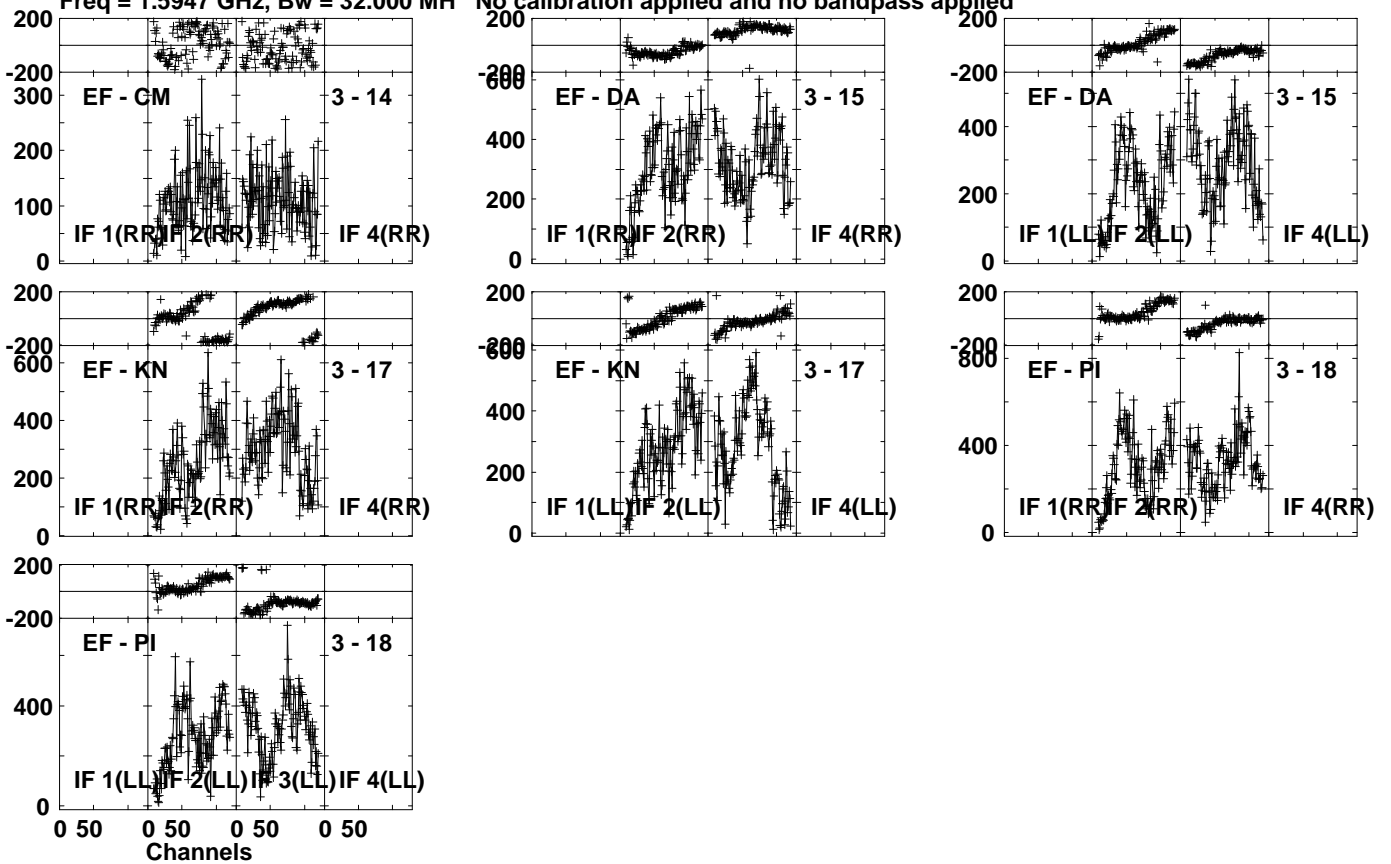 Freq = 1.5947 GHz, Bw = 32.000 MH No calibration applied and no bandpass applied
200
-200
300
200
100
0
EF - CM
3 - 14
IF 1(RR)
IF 2(RR)
IF 4(RR)
200
-200
600
400
200
0
EF - DA
3 - 15
IF 1(RR)
IF 2(RR)
IF 4(RR)
200
-200
400
200
0
EF - DA
3 - 15
IF 1(LL)
IF 2(LL)
IF 4(LL)
200
-200
600
400
200
0
EF - KN
3 - 17
IF 1(RR)
IF 2(RR)
IF 4(RR)
200
-200
600
400
200
0
EF - KN
3 - 17
IF 1(LL)
IF 2(LL)
IF 4(LL)
200
-200
800
400
0
EF - PI
3 - 18
IF 1(RR)
IF 2(RR)
IF 4(RR)
200
-200
400
0
EF - PI
3 - 18
IF 1(LL)
IF 2(LL)
IF 3(LL)
IF 4(LL)
0 50 0 50 0 50 0 50
Channels